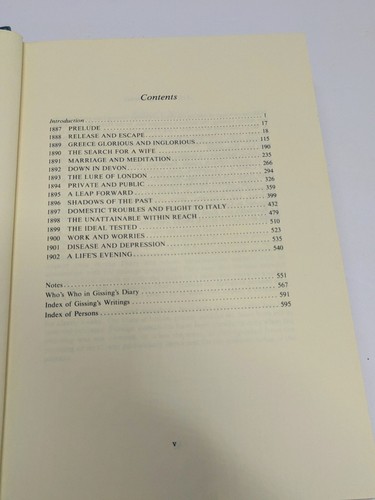 Contents
Introduction 1
1887 PRELUDE 17
1888 RELEASE AND ESCAPE 18
1889 GREECE GLORIOUS AND INGLORIOUS 115
1890 THE SEARCH FOR A WIFE 190
1891 MARRIAGE AND MEDITATION 235
1892 DOWN IN DEVON 266
1893 THE LURE OF LONDON 294
1894 PRIVATE AND PUBLIC 326
1895 A LEAP FORWARD 359
1896 SHADOWS OF THE PAST 399
1897 DOMESTIC TROUBLES AND FLIGHT TO ITALY 432
1898 THE UNATTAINABLE WITHIN REACH 479
1899 THE IDEAL TESTED 510
1900 WORK AND WORRIES 523
1901 DISEASE AND DEPRESSION 535
1902 A LIFE'S EVENING 540
Notes 551
Who's Who in Gissing's Diary 567
Index of Gissing's Writings 591
Index of Persons 595
v